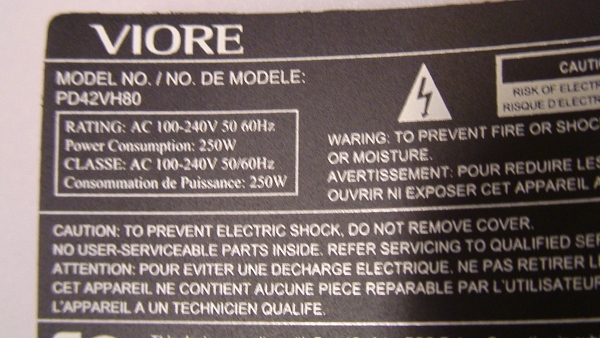 VIORE
MODEL NO. / NO. DE MODELE:
PD42VH80
RATING: AC 100-240V 50 60Hz
Power Consumption: 250W
CLASSE: AC 100-240V 50/60Hz
Consommation de Puissance: 250W
CAUTI
RISK OF ELECTR
RISQUE D'ELECTR
WARING: TO PREVENT FIRE OR SHOC
OR MOISTURE.
AVERTISSEMENT: POUR REDUIRE LES
OUVRIR NI EXPOSER CET APPAREIL A
CAUTION: TO PREVENT ELECTRIC SHOCK, DO NOT REMOVE COVER.
NO USER-SERVICEABLE PARTS INSIDE. REFER SERVICING TO QUALIFIED SER
ATTENTION: POUR EVITER UNE DECHARGE ELECTRIQUE, NE PAS RETIRER LE
CET APPAREIL NE CONTIENT AUCUNE PIECE REPARABLE PAR L'UTILISATEUR
L'APPAREIL A UN TECHNICIEN QUALIFE.